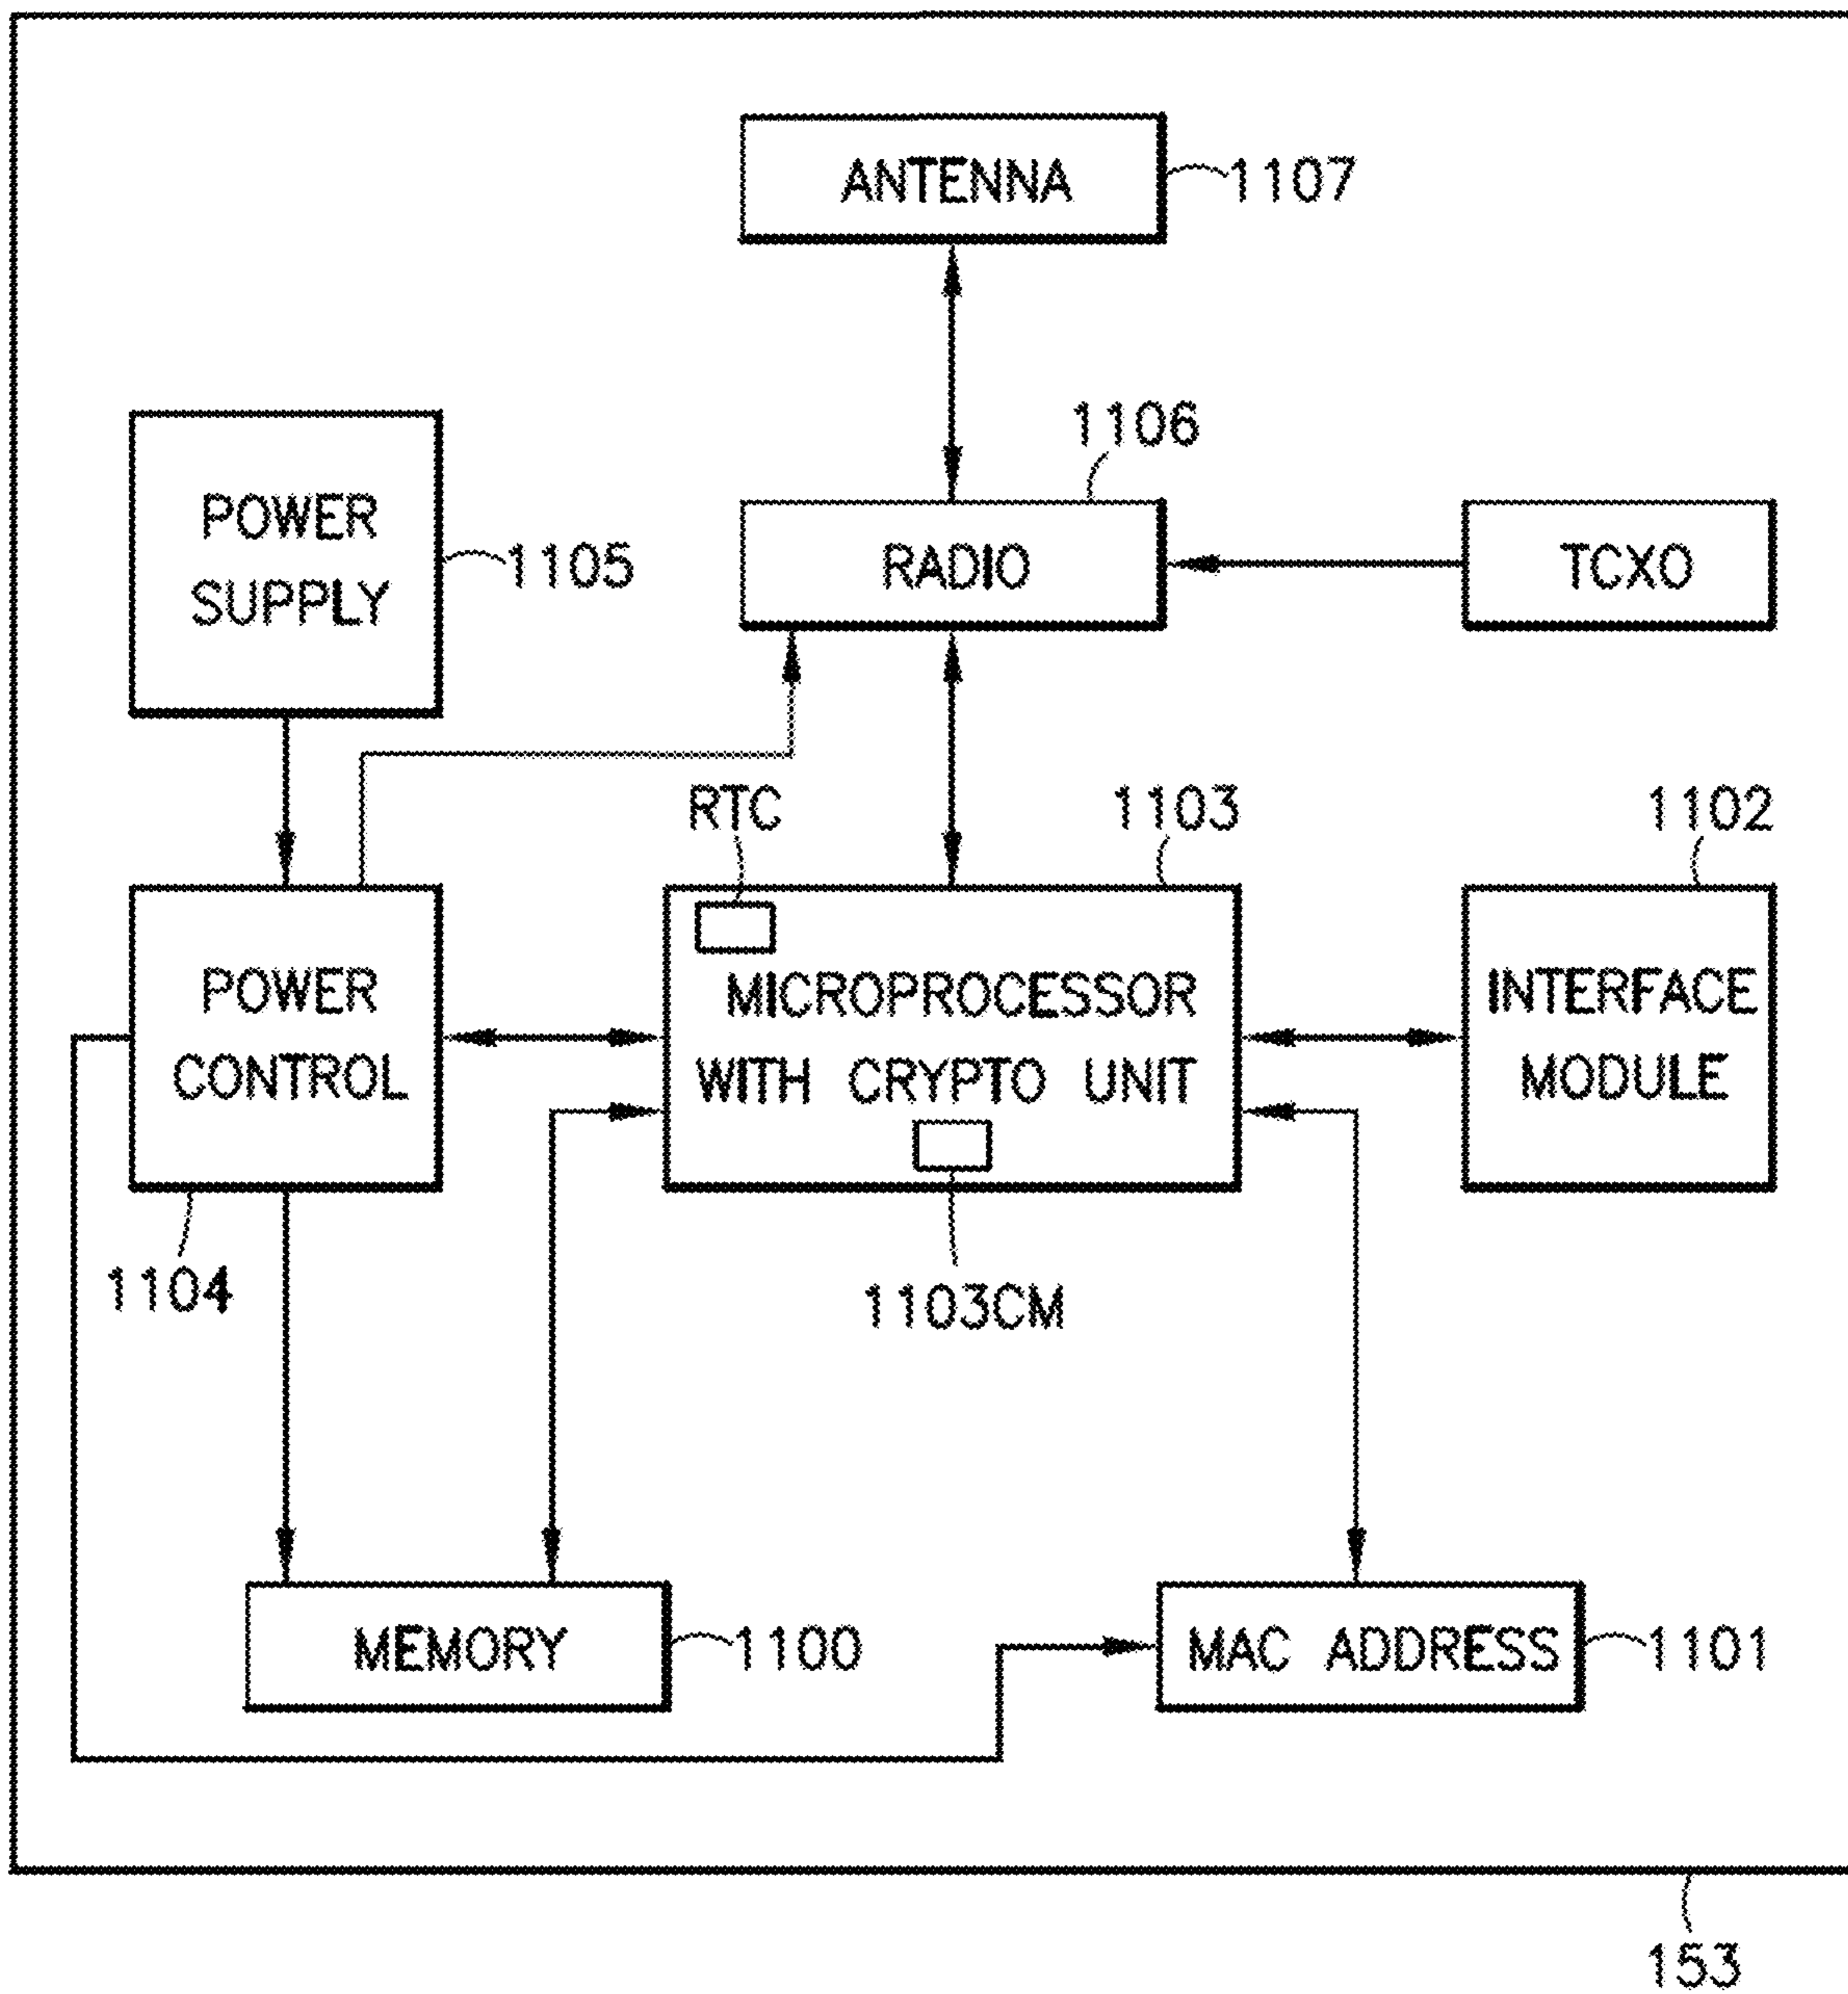 ANTENNA
1107
1106
POWER
SUPPLY
1105
RADIO
TCXO
RTC
1103
1102
POWER
CONTROL
MICROPROCESSOR
WITH CRYPTO UNIT
INTERFACE
MODULE
1104
1103CM
MEMORY
1100
MAC ADDRESS
1101
153